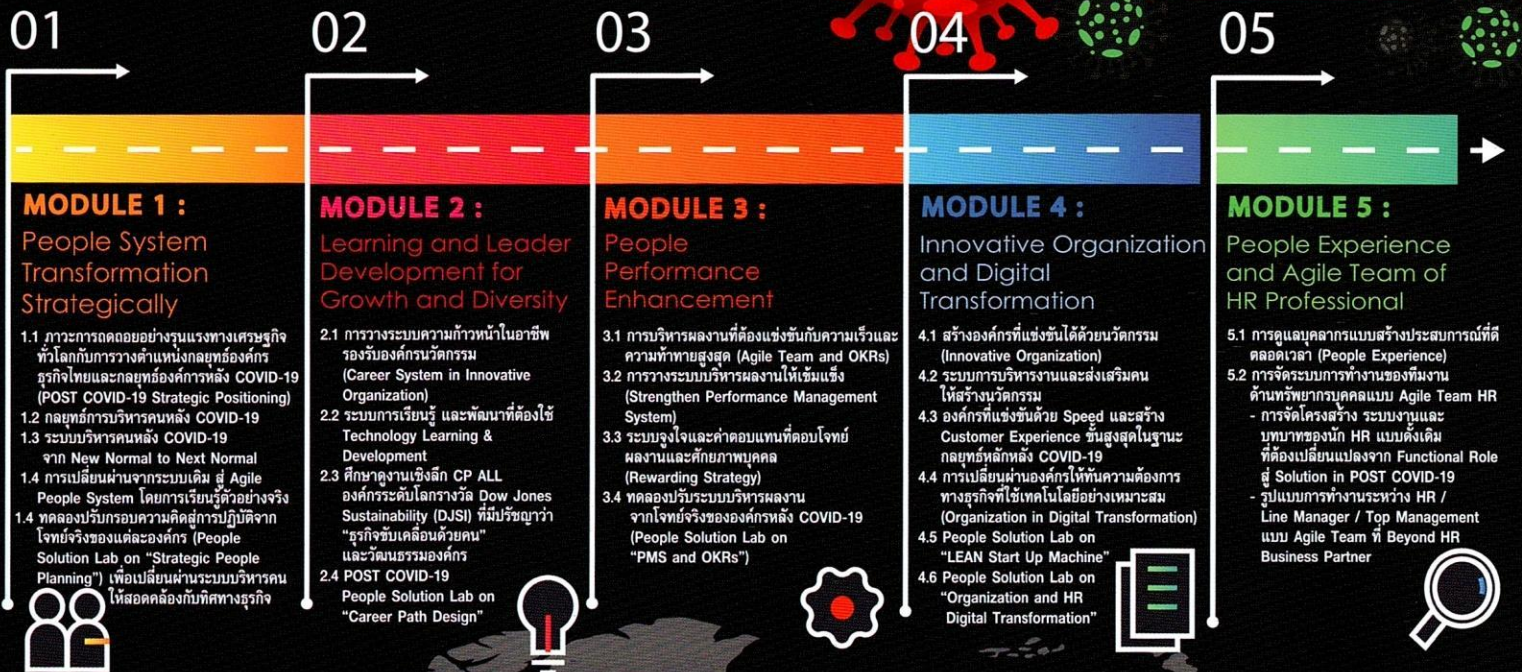 01
MODULE 1 :
People System
Transformation
Strategically
1.1 ภาวะการถดถอยอย่างรุนแรงทางเศรษฐกิจ
ทั่วโลกกับการวางตำแหน่งกลยุทธ์องค์กร
ธุรกิจไทยและกลยุทธ์องค์การหลัง COVID-19
(POST COVID-19 Strategic Positioning)
1.2 กลยุทธ์การบริหารคนหลัง COVID-19
1.3 ระบบบริหารคนหลัง COVID-19
จาก New Normal to Next Normal
1.4 การเปลี่ยนผ่านจากระบบเดิม สู่ Agile
People System โดยการเรียนรู้ตัวอย่างจริง
1.4 ทดลองปรับกรอบความคิดสู่การปฏิบัติจาก
โจทย์จริงของแต่ละองค์กร (People
Solution Lab on “Strategic People
Planning”) เพื่อเปลี่ยนผ่านระบบบริหารคน
ให้สอดคล้องกับทิศทางธุรกิจ
02
MODULE 2 :
Learning and Leader
Development for
Growth and Diversity
2.1 การวางระบบความก้าวหน้าในอาชีพ
รองรับองค์กรนวัตกรรม
(Career System in Innovative
Organization)
2.2 ระบบการเรียนรู้ และพัฒนาที่ต้องใช้
Technology Learning &
Development
2.3 ศึกษาดูงานเชิงลึก CP ALL
องค์กรระดับโลกรางวัล Dow Jones
Sustainability (DJSI) ที่มีปรัชญาว่า
“ธุรกิจขับเคลื่อนด้วยคน”
และวัฒนธรรมองค์กร
2.4 POST COVID-19
People Solution Lab on
“Career Path Design”
03
MODULE 3 :
People
Performance
Enhancement
3.1 การบริหารผลงานที่ต้องแข่งขันกับความเร็วและ
ความท้าทายสูงสุด (Agile Team and OKRs)
3.2 การวางระบบบริหารผลงานให้เข้มแข็ง
(Strengthen Performance Management
System)
3.3 ระบบจูงใจและค่าตอบแทนที่ตอบโจทย์
ผลงานและศักยภาพบุคคล
(Rewarding Strategy)
3.4 ทดลองปรับระบบบริหารผลงาน
จากโจทย์จริงขององค์กรหลัง COVID-19
(People Solution Lab on
“PMS and OKRs”)
04
MODULE 4 :
Innovative Organization
and Digital
Transformation
4.1 สร้างองค์กรที่แข่งขันได้ด้วยนวัตกรรม
(Innovative Organization)
4.2 ระบบการบริหารงานและส่งเสริมคน
ให้สร้างนวัตกรรม
4.3 องค์กรที่แข่งขันด้วย Speed และสร้าง
Customer Experience ขั้นสูงสุดในฐานะ
กลยุทธ์หลักหลัง COVID-19
4.4 การเปลี่ยนผ่านองค์กรให้ทันความต้องการ
ทางธุรกิจที่ใช้เทคโนโลยีอย่างเหมาะสม
(Organization in Digital Transformation)
4.5 People Solution Lab on
“LEAN Start Up Machine”
4.6 People Solution Lab on
“Organization and HR
Digital Transformation”
05
MODULE 5 :
People Experience
and Agile Team of
HR Professional
5.1 การดูแลบุคลากรแบบสร้างประสบการณ์ที่ดี
ตลอดเวลา (People Experience)
5.2 การจัดระบบการทำงานของทีมงาน
ด้านทรัพยากรบุคคลแบบ Agile Team HR
- การจัดโครงสร้าง ระบบงานและ
บทบาทของนัก HR แบบดั้งเดิม
ที่ต้องเปลี่ยนแปลงจาก Functional Role
สู่ Solution in POST COVID-19
- รูปแบบการทำงานระหว่าง HR /
Line Manager / Top Management
แบบ Agile Team ที่ Beyond HR
Business Partner